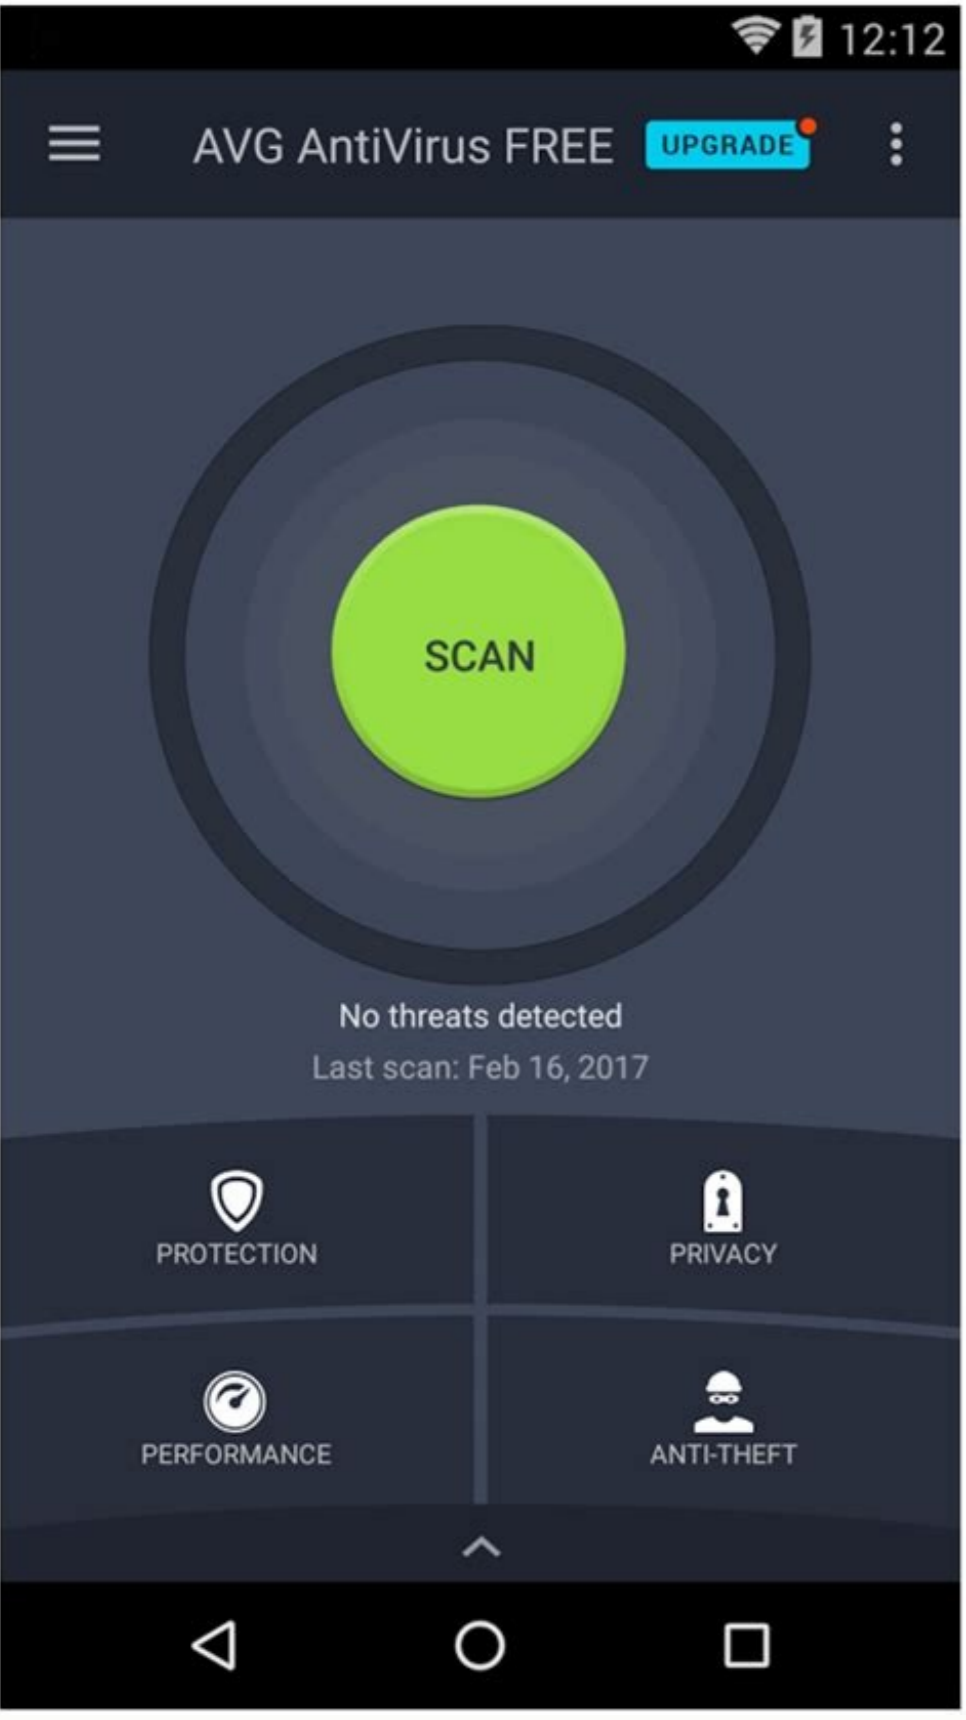 12:12
AVG AntiVirus FREE UPGRADE
SCAN
No threats detected
Last scan: Feb 16, 2017
PROTECTION PRIVACY
PERFORMANCE ANTI-THEFT